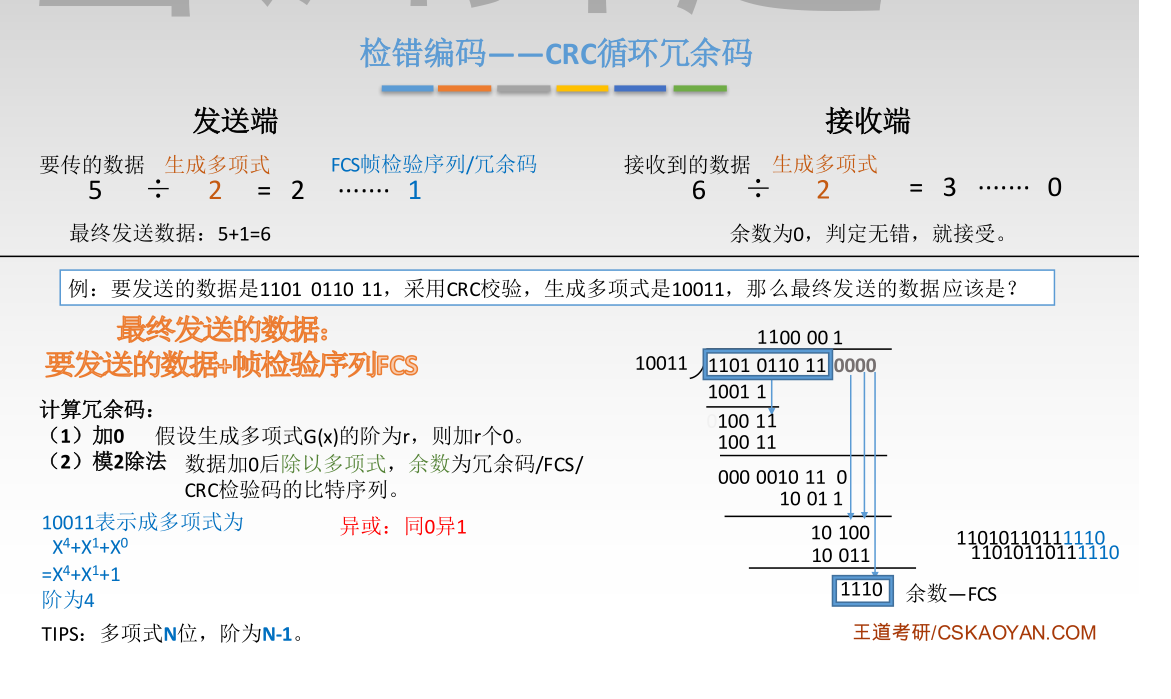 检错编码——CRC循环冗余码
发送端
要传的数据 生成多项式 FCS帧检验序列/冗余码
5 ÷ 2 = 2 ······· 1
最终发送数据：5+1=6
接收端
接收到的数据 生成多项式
6 ÷ 2 = 3 ······· 0
余数为0，判定无错，就接受。
例：要发送的数据是1101 0110 11，采用CRC校验，生成多项式是10011，那么最终发送的数据应该是？
最终发送的数据：
要发送的数据+帧检验序列FCS
计算冗余码：
（1）加0 假设生成多项式G(x)的阶为r，则加r个0。
（2）模2除法 数据加0后除以多项式，余数为冗余码/FCS/
CRC检验码的比特序列。
10011表示成多项式为
X⁴+X¹+X⁰
=X⁴+X¹+1
阶为4
异或：同0异1
TIPS：多项式N位，阶为N-1。
1100 00 1
10011 1101 0110 11 0000
1001 1
0100 11
100 11
000 0010 11 0
10 01 1
10 100
10 011
1110 余数—FCS
11010110111110
11010110111110
王道考研/CSKAOYAN.COM